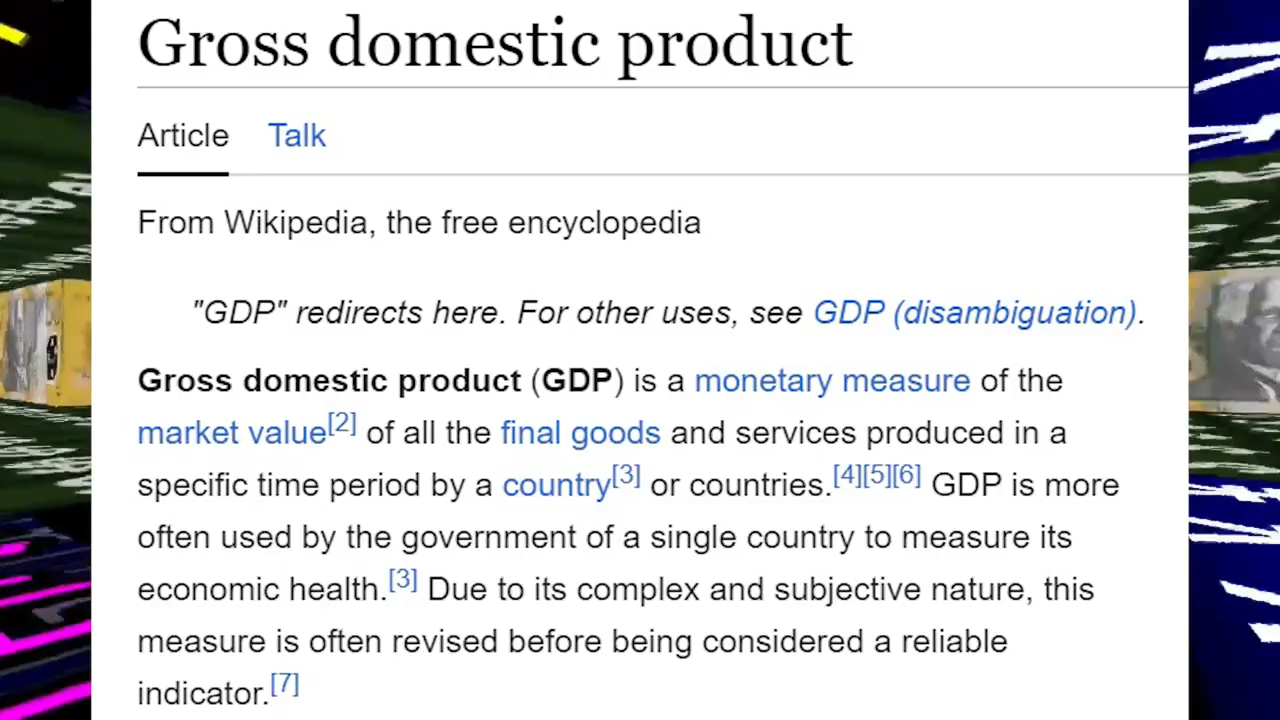 Gross domestic product
Article Talk
From Wikipedia, the free encyclopedia
"GDP" redirects here. For other uses, see GDP (disambiguation).
Gross domestic product (GDP) is a monetary measure of the
market value[2] of all the final goods and services produced in a
specific time period by a country[3] or countries.[4][5][6] GDP is more
often used by the government of a single country to measure its
economic health.[3] Due to its complex and subjective nature, this
measure is often revised before being considered a reliable
indicator.[7]